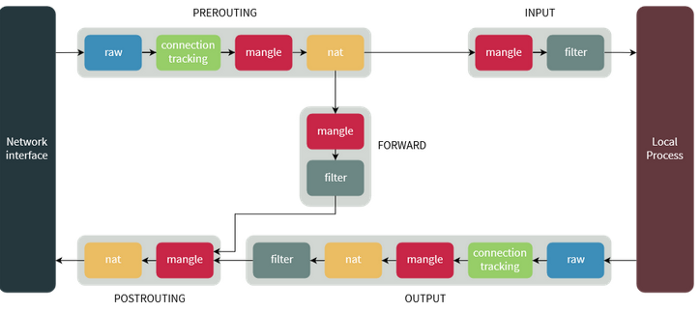 PREROUTING
INPUT
raw
connection
tracking
mangle
nat
mangle
filter
Network
interface
mangle
FORWARD
filter
Local
Process
nat
mangle
filter
nat
mangle
connection
tracking
raw
POSTROUTING
OUTPUT